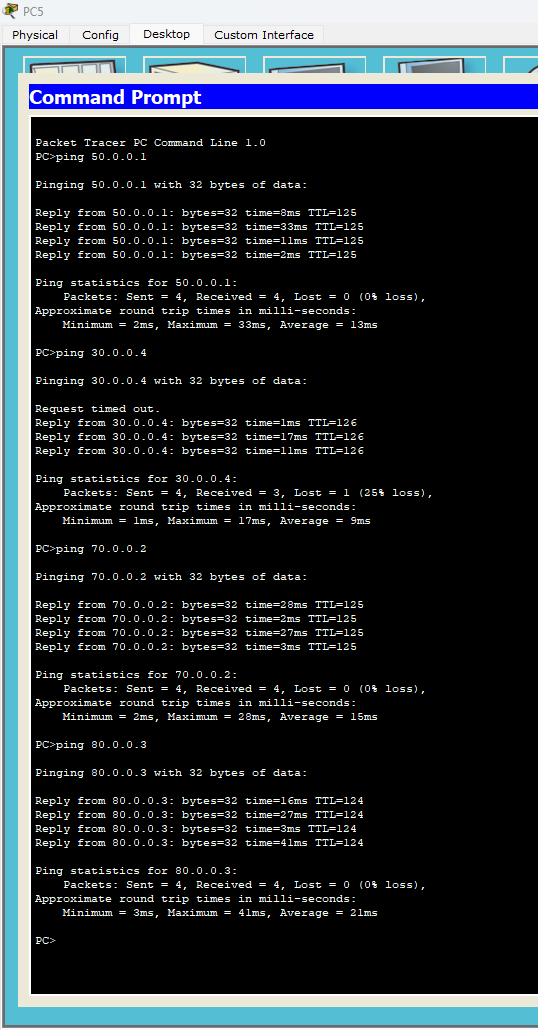 PC5
Physical Config Desktop Custom Interface
Command Prompt
Packet Tracer PC Command Line 1.0
PC>ping 50.0.0.1
Pinging 50.0.0.1 with 32 bytes of data:
Reply from 50.0.0.1: bytes=32 time=8ms TTL=125
Reply from 50.0.0.1: bytes=32 time=33ms TTL=125
Reply from 50.0.0.1: bytes=32 time=11ms TTL=125
Reply from 50.0.0.1: bytes=32 time=2ms TTL=125
Ping statistics for 50.0.0.1:
Packets: Sent = 4, Received = 4, Lost = 0 (0% loss),
Approximate round trip times in milli-seconds:
Minimum = 2ms, Maximum = 33ms, Average = 13ms
PC>ping 30.0.0.4
Pinging 30.0.0.4 with 32 bytes of data:
Request timed out.
Reply from 30.0.0.4: bytes=32 time=1ms TTL=126
Reply from 30.0.0.4: bytes=32 time=17ms TTL=126
Reply from 30.0.0.4: bytes=32 time=11ms TTL=126
Ping statistics for 30.0.0.4:
Packets: Sent = 4, Received = 3, Lost = 1 (25% loss),
Approximate round trip times in milli-seconds:
Minimum = 1ms, Maximum = 17ms, Average = 9ms
PC>ping 70.0.0.2
Pinging 70.0.0.2 with 32 bytes of data:
Reply from 70.0.0.2: bytes=32 time=28ms TTL=125
Reply from 70.0.0.2: bytes=32 time=2ms TTL=125
Reply from 70.0.0.2: bytes=32 time=27ms TTL=125
Reply from 70.0.0.2: bytes=32 time=3ms TTL=125
Ping statistics for 70.0.0.2:
Packets: Sent = 4, Received = 4, Lost = 0 (0% loss),
Approximate round trip times in milli-seconds:
Minimum = 2ms, Maximum = 28ms, Average = 15ms
PC>ping 80.0.0.3
Pinging 80.0.0.3 with 32 bytes of data:
Reply from 80.0.0.3: bytes=32 time=16ms TTL=124
Reply from 80.0.0.3: bytes=32 time=27ms TTL=124
Reply from 80.0.0.3: bytes=32 time=3ms TTL=124
Reply from 80.0.0.3: bytes=32 time=41ms TTL=124
Ping statistics for 80.0.0.3:
Packets: Sent = 4, Received = 4, Lost = 0 (0% loss),
Approximate round trip times in milli-seconds:
Minimum = 3ms, Maximum = 41ms, Average = 21ms
PC>